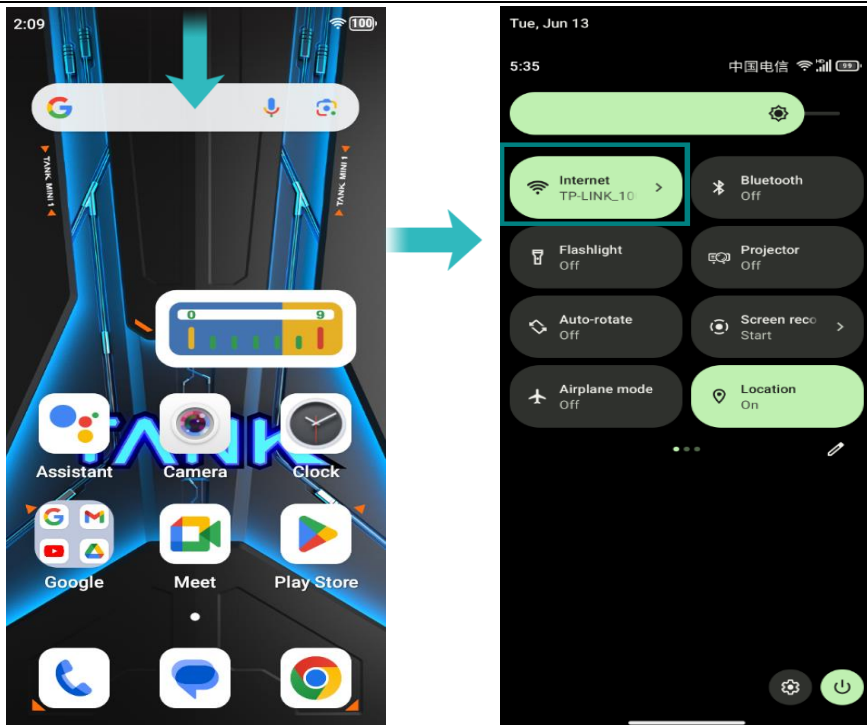 2:09
100
TANK MINI 1
TANK MINI 1
0 9
TANK
Assistant Camera Clock
Google Meet Play Store
Tue, Jun 13
5:35 中国电信 99
Internet
TP-LINK_10
Bluetooth
Off
Flashlight
Off
Projector
Off
Auto-rotate
Off
Screen reco
Start
Airplane mode
Off
Location
On